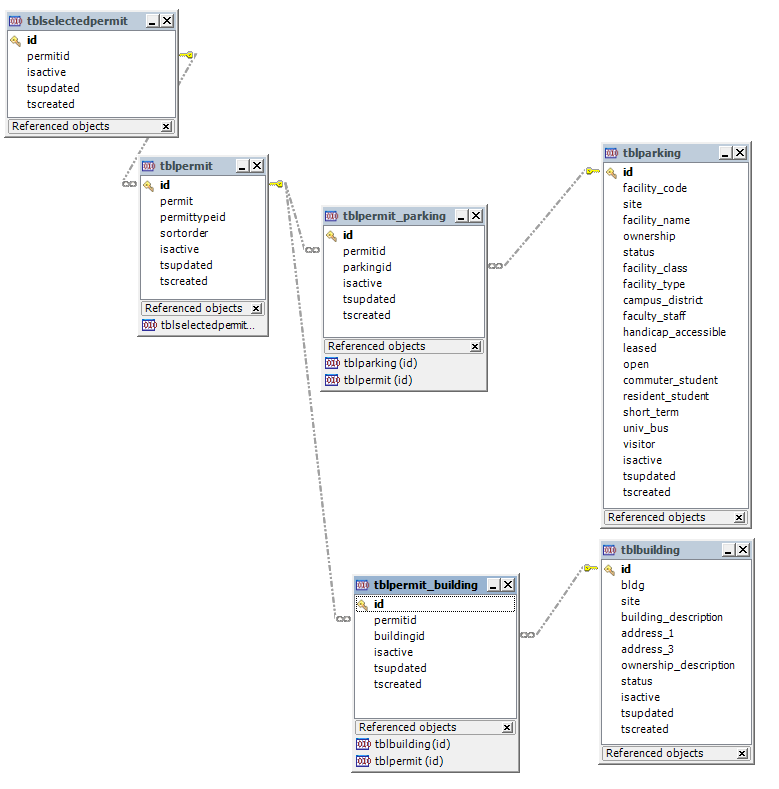 tblselectedpermit
id
permitid
isactive
tsupdated
tscreated
Referenced objects
tblpermit
id
permit
permittypeid
sortorder
isactive
tsupdated
tscreated
Referenced objects
tblselectedpermit...
tblpermit_parking
id
permitid
parkingid
isactive
tsupdated
tscreated
Referenced objects
tblparking (id)
tblpermit (id)
tblparking
id
facility_code
site
facility_name
ownership
status
facility_class
facility_type
campus_district
faculty_staff
handicap_accessible
leased
open
commuter_student
resident_student
short_term
univ_bus
visitor
isactive
tsupdated
tscreated
Referenced objects
tblpermit_building
id
permitid
buildingid
isactive
tsupdated
tscreated
Referenced objects
tblbuilding (id)
tblpermit (id)
tblbuilding
id
bldg
site
building_description
address_1
address_3
ownership_description
status
isactive
tsupdated
tscreated
Referenced objects